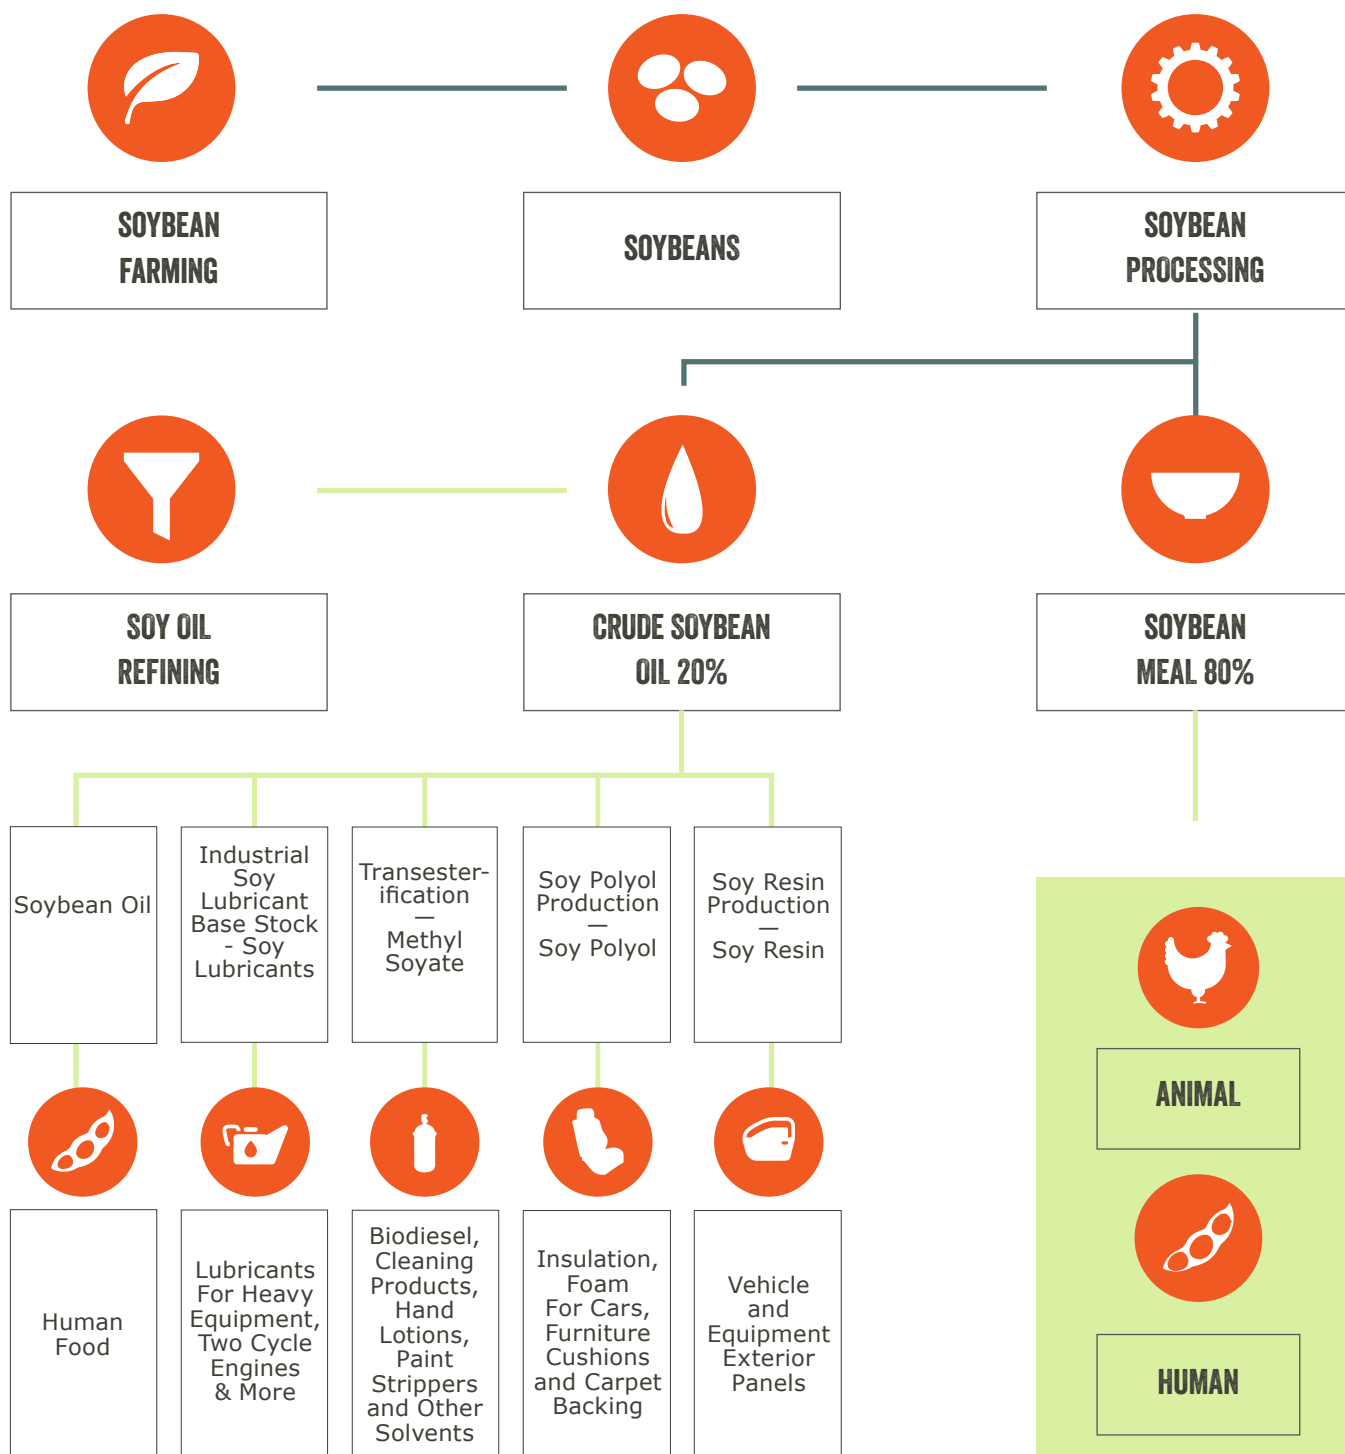 SOYBEAN
FARMING
SOYBEANS
SOYBEAN
PROCESSING
SOY OIL
REFINING
CRUDE SOYBEAN
OIL 20%
SOYBEAN
MEAL 80%
Soybean Oil
Industrial
Soy
Lubricant
Base Stock
- Soy
Lubricants
Transester-
ification
—
Methyl
Soyate
Soy Polyol
Production
—
Soy Polyol
Soy Resin
Production
—
Soy Resin
Human
Food
Lubricants
For Heavy
Equipment,
Two Cycle
Engines
& More
Biodiesel,
Cleaning
Products,
Hand
Lotions,
Paint
Strippers
and Other
Solvents
Insulation,
Foam
For Cars,
Furniture
Cushions
and Carpet
Backing
Vehicle
and
Equipment
Exterior
Panels
ANIMAL
HUMAN